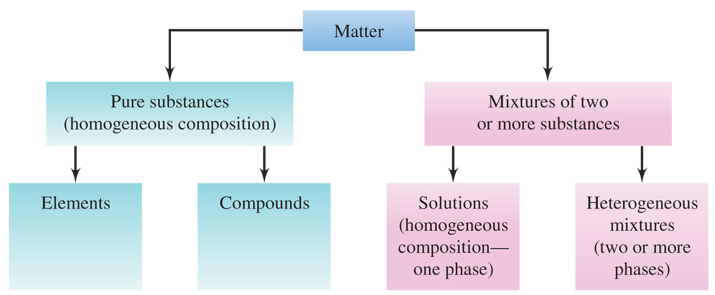 Matter
Pure substances
(homogeneous composition)
Mixtures of two
or more substances
Elements
Compounds
Solutions
(homogeneous
composition—
one phase)
Heterogeneous
mixtures
(two or more
phases)